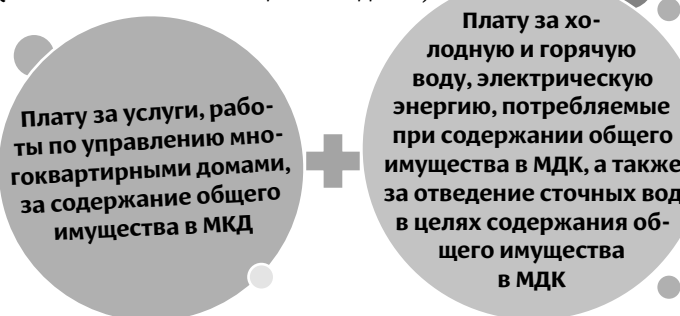 Плату за услуги, рабо-
ты по управлению мно-
гоквартирными домами,
за содержание общего
имущества в МКД
Плату за хо-
лодную и горячую
воду, электрическую
энергию, потребляемые
при содержании общего
имущества в МДК, а также
за отведение сточных вод
в целях содержания об-
щего имущества
в МДК